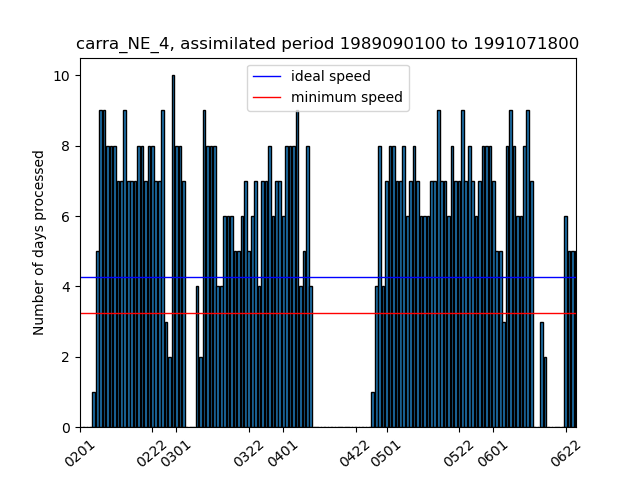 carra_NE_4, assimilated period 1989090100 to 1991071800
ideal speed
minimum speed
Number of days processed
10
8
6
4
2
0
0201 0222 0301 0322 0401 0422 0501 0522 0601 0622